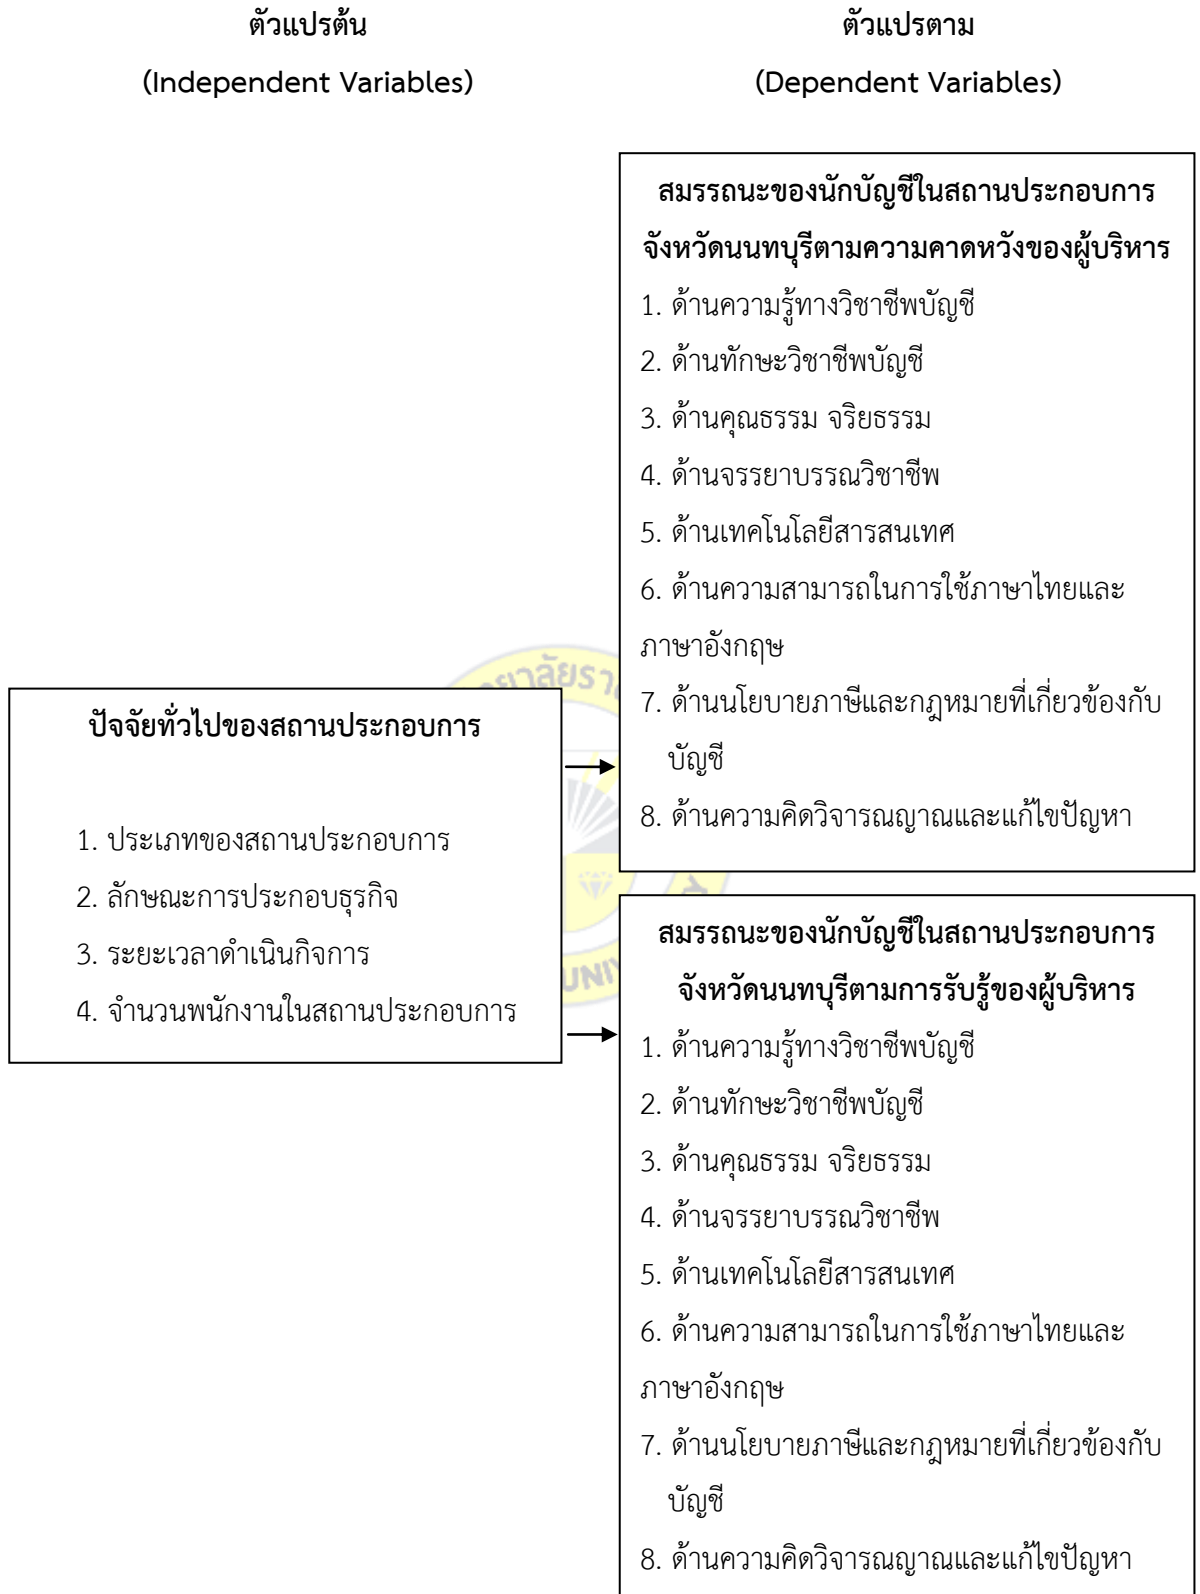 ตัวแปรต้น
(Independent Variables)
ตัวแปรตาม
(Dependent Variables)
ปัจจัยทั่วไปของสถานประกอบการ
1. ประเภทของสถานประกอบการ
2. ลักษณะการประกอบธุรกิจ
3. ระยะเวลาดำเนินกิจการ
4. จำนวนพนักงานในสถานประกอบการ
สมรรถนะของนักบัญชีในสถานประกอบการ
จังหวัดนนทบุรีตามความคาดหวังของผู้บริหาร
1. ด้านความรู้ทางวิชาชีพบัญชี
2. ด้านทักษะวิชาชีพบัญชี
3. ด้านคุณธรรม จริยธรรม
4. ด้านจรรยาบรรณวิชาชีพ
5. ด้านเทคโนโลยีสารสนเทศ
6. ด้านความสามารถในการใช้ภาษาไทยและ
ภาษาอังกฤษ
7. ด้านนโยบายภาษีและกฎหมายที่เกี่ยวข้องกับ
บัญชี
8. ด้านความคิดวิจารณญาณและแก้ไขปัญหา
สมรรถนะของนักบัญชีในสถานประกอบการ
จังหวัดนนทบุรีตามการรับรู้ของผู้บริหาร
1. ด้านความรู้ทางวิชาชีพบัญชี
2. ด้านทักษะวิชาชีพบัญชี
3. ด้านคุณธรรม จริยธรรม
4. ด้านจรรยาบรรณวิชาชีพ
5. ด้านเทคโนโลยีสารสนเทศ
6. ด้านความสามารถในการใช้ภาษาไทยและ
ภาษาอังกฤษ
7. ด้านนโยบายภาษีและกฎหมายที่เกี่ยวข้องกับ
บัญชี
8. ด้านความคิดวิจารณญาณและแก้ไขปัญหา